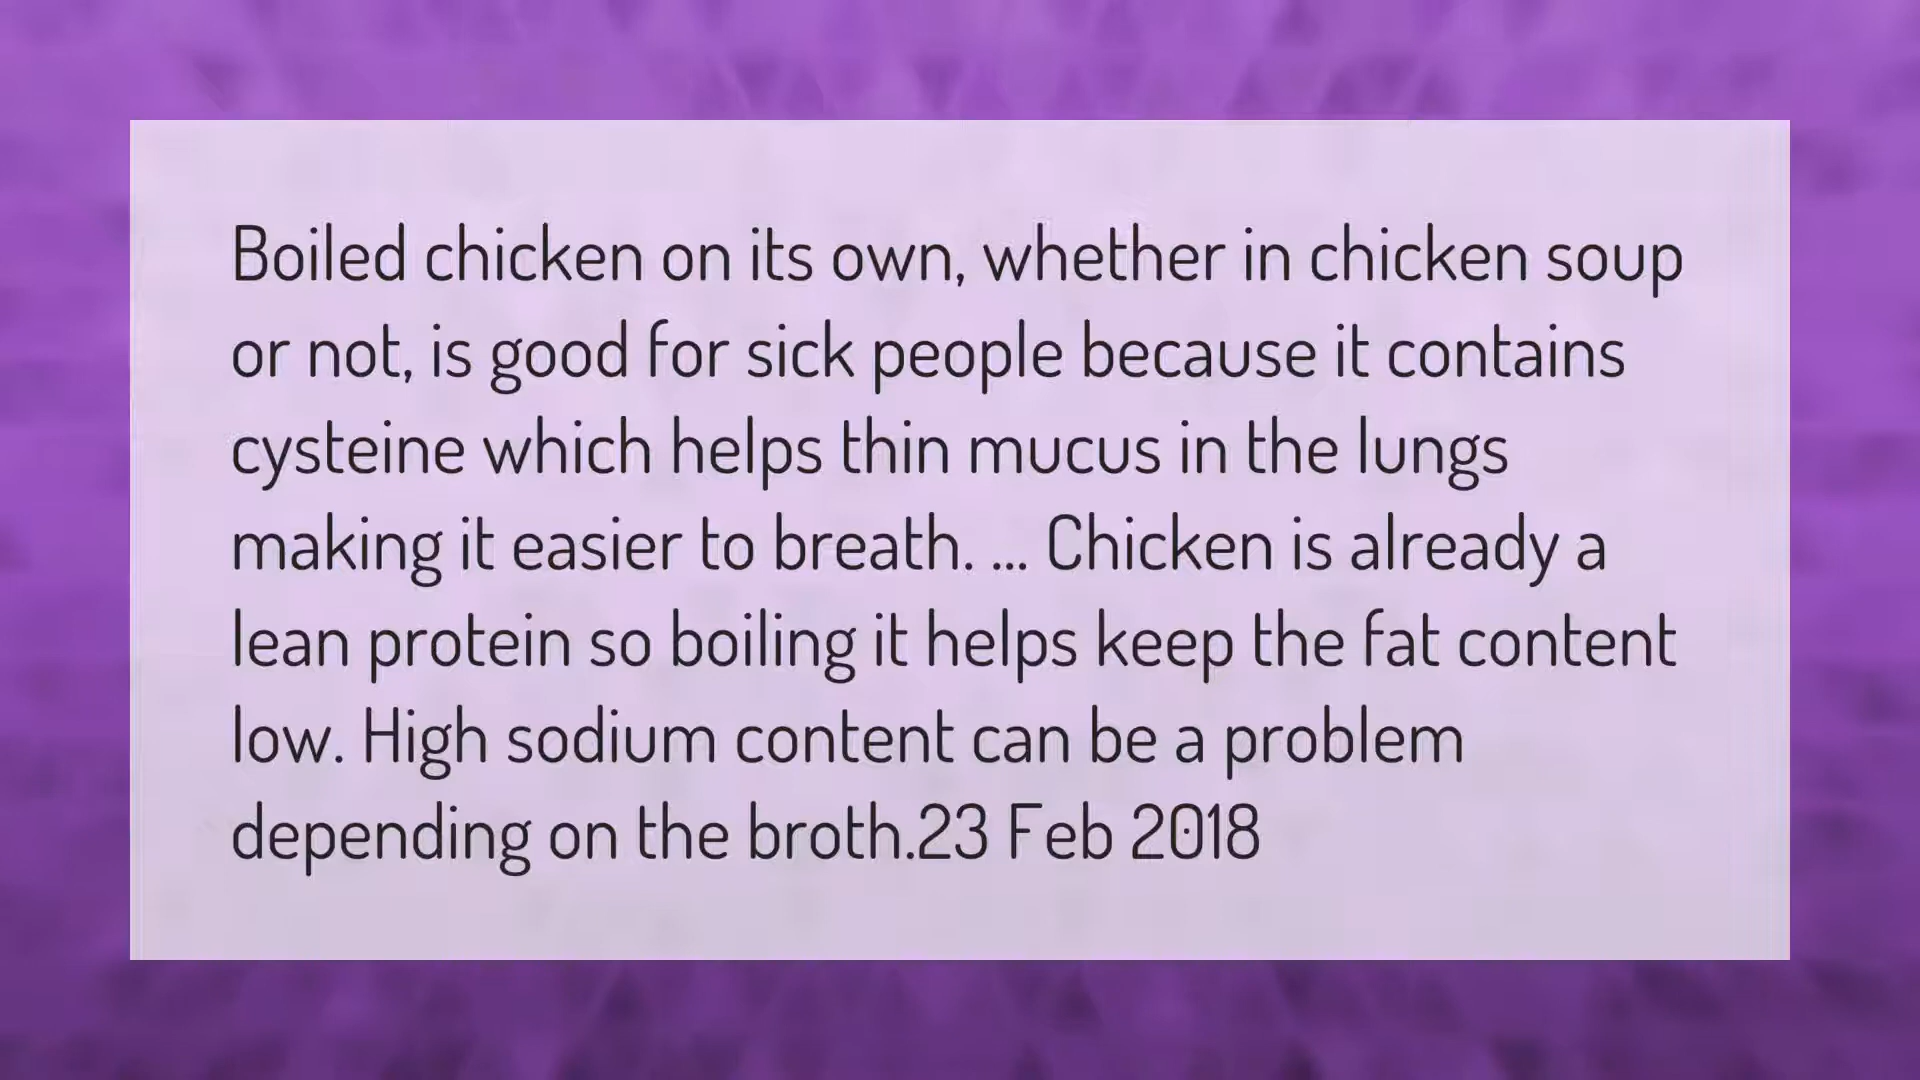 Boiled chicken on its own, whether in chicken soup
or not, is good for sick people because it contains
cysteine which helps thin mucus in the lungs
making it easier to breath. ... Chicken is already a
lean protein so boiling it helps keep the fat content
low. High sodium content can be a problem
depending on the broth.23 Feb 2018